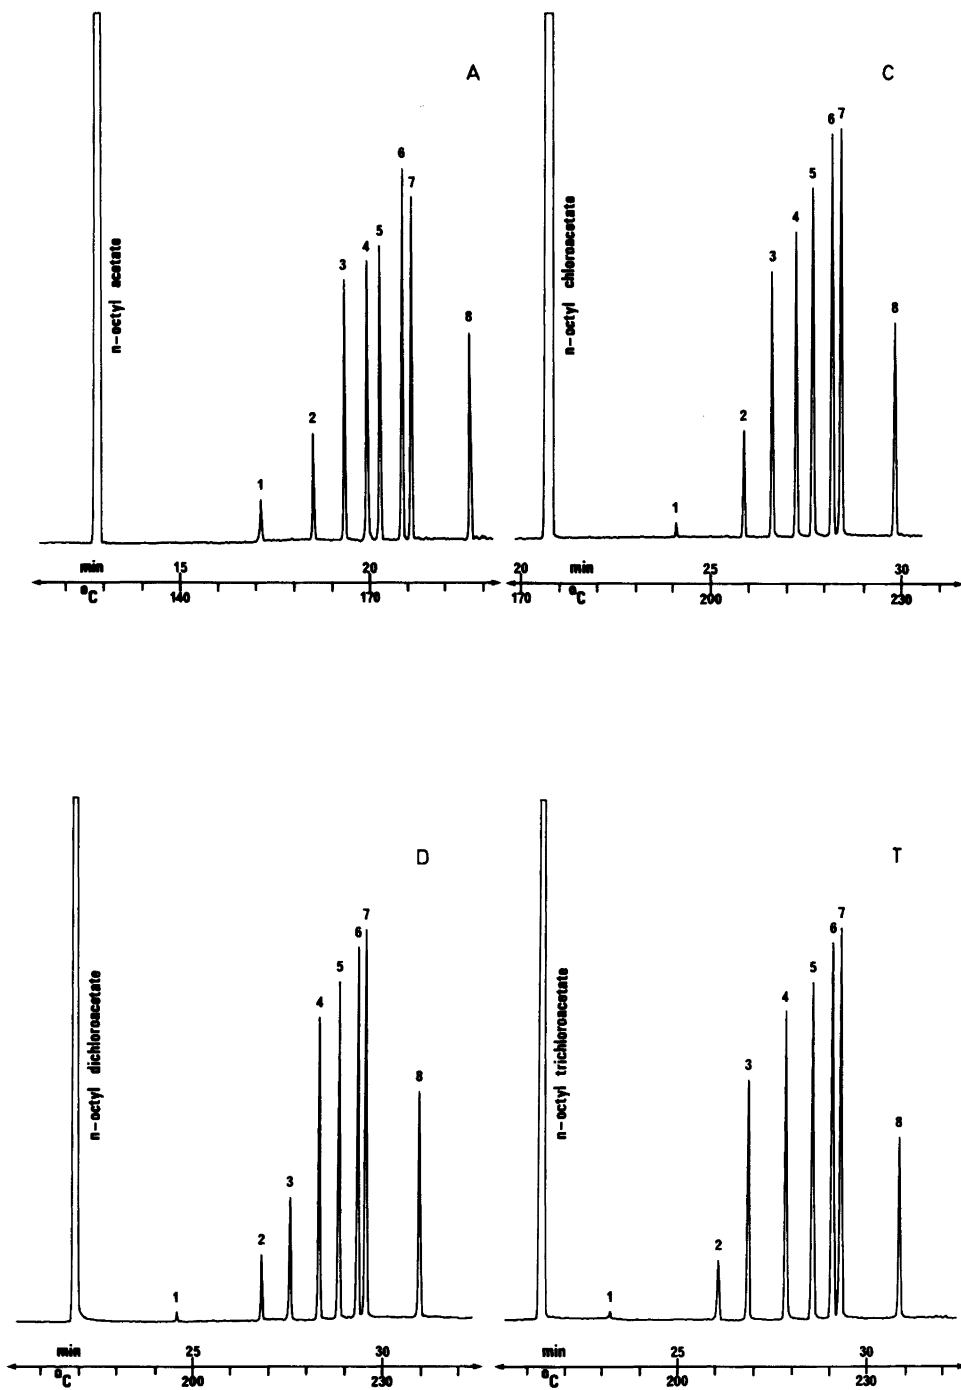 A
n-octyl acetate
1
2
3
4
5
6
7
8
min 15 20
°C 140 170
C
n-octyl chloroacetate
1
2
3
4
5
6
7
8
20 min 25 30
170 °C 200 230
D
n-octyl dichloroacetate
1
2
3
4
5
6
7
8
min 25 30
°C 200 230
T
n-octyl trichloroacetate
1
2
3
4
5
6
7
8
min 25 30
°C 200 230